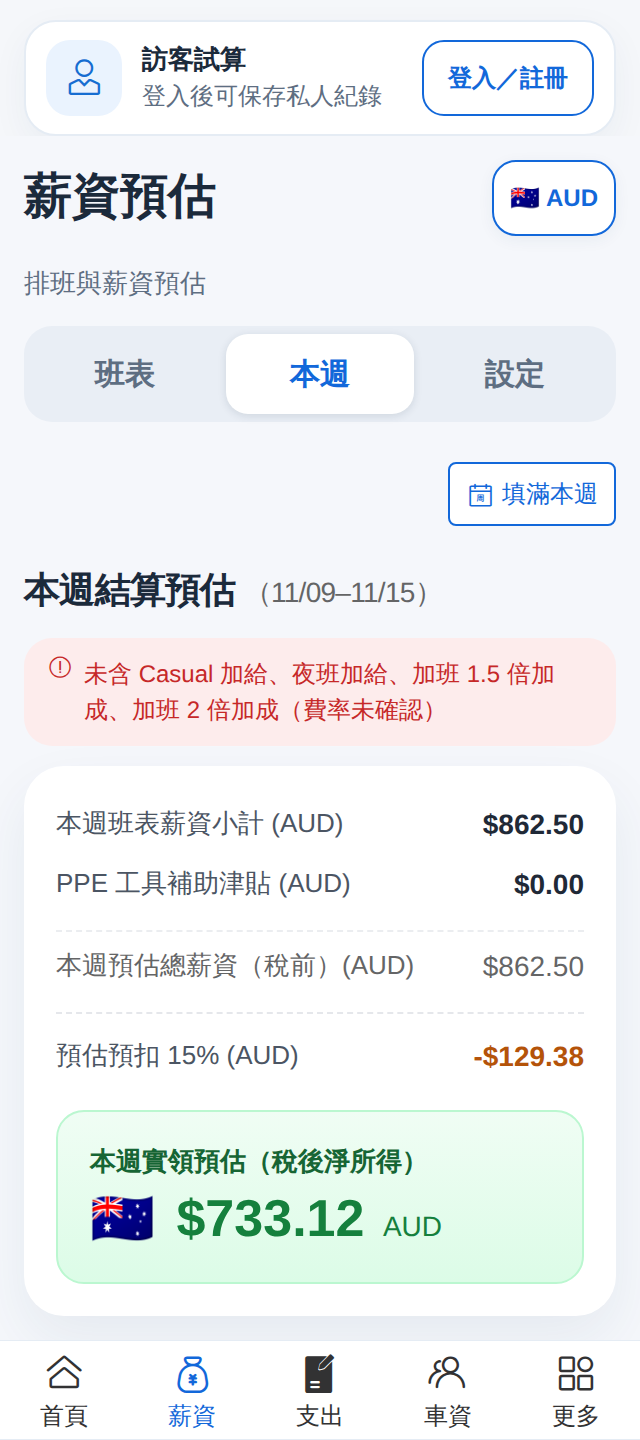 訪客試算
登入後可保存私人紀錄
登入／註冊
薪資預估
🇦🇺 AUD
排班與薪資預估
班表
本週
設定
周
填滿本週
本週結算預估 （11/09–11/15）
未含 Casual 加給、夜班加給、加班 1.5 倍加
成、加班 2 倍加成（費率未確認）
本週班表薪資小計 (AUD) $862.50
PPE 工具補助津貼 (AUD) $0.00
本週預估總薪資（稅前）(AUD) $862.50
預估預扣 15% (AUD) -$129.38
本週實領預估（稅後淨所得）
🇦🇺 $733.12 AUD
首頁
薪資
支出
車資
更多